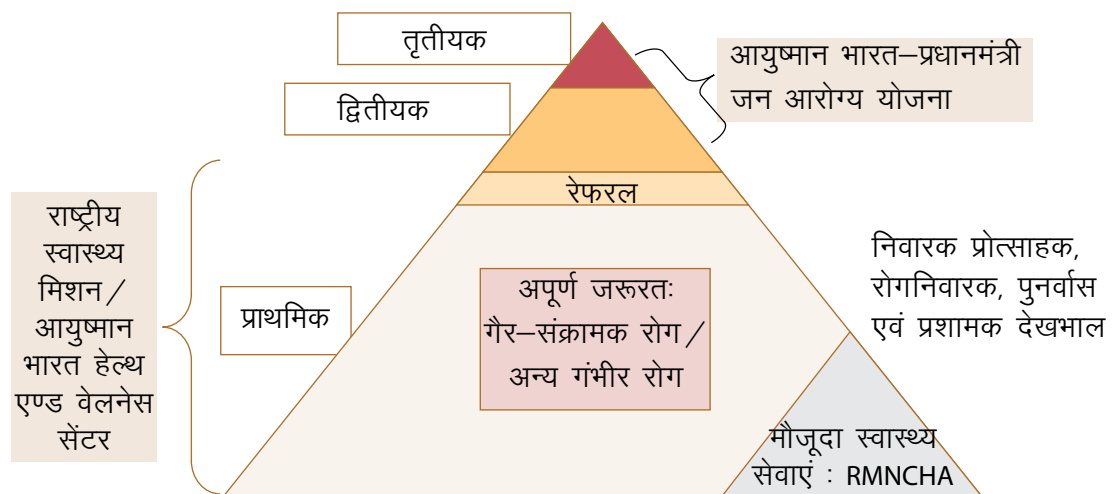 तृतीयक
आयुष्मान भारत–प्रधानमंत्री
जन आरोग्य योजना
द्वितीयक
रेफरल
राष्ट्रीय
स्वास्थ्य
मिशन/
आयुष्मान
भारत हेल्थ
एण्ड वेलनेस
सेंटर
प्राथमिक
अपूर्ण जरूरतः
गैर–संक्रामक रोग/
अन्य गंभीर रोग
निवारक प्रोत्साहक,
रोगनिवारक, पुनर्वास
एवं प्रशामक देखभाल
मौजूदा स्वास्थ्य
सेवाएं : RMNCHA